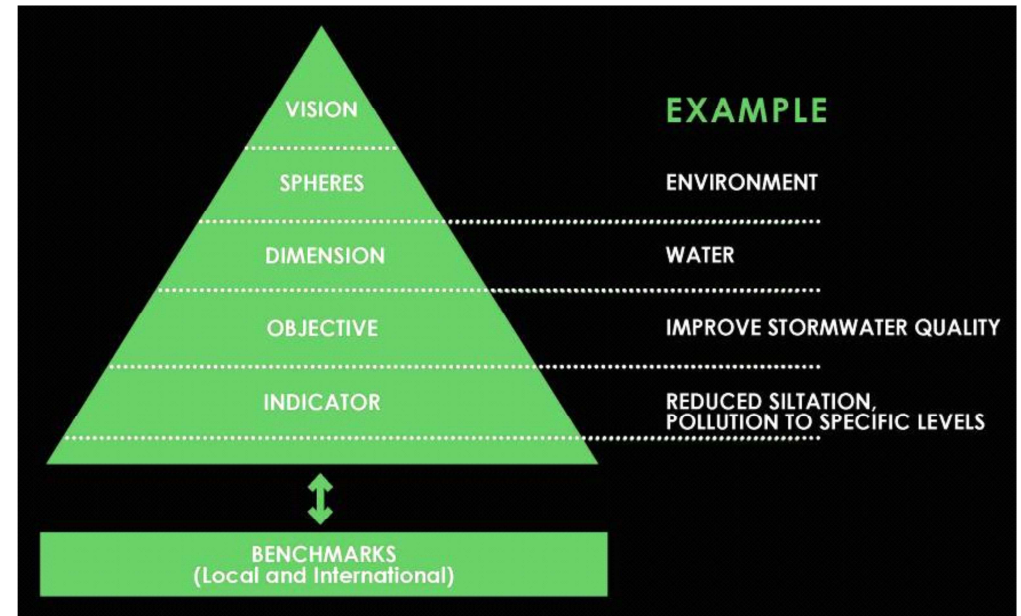 VISION
EXAMPLE
SPHERES
ENVIRONMENT
DIMENSION
WATER
OBJECTIVE
IMPROVE STORMWATER QUALITY
INDICATOR
REDUCED SILTATION,
POLLUTION TO SPECIFIC LEVELS
BENCHMARKS
(Local and International)